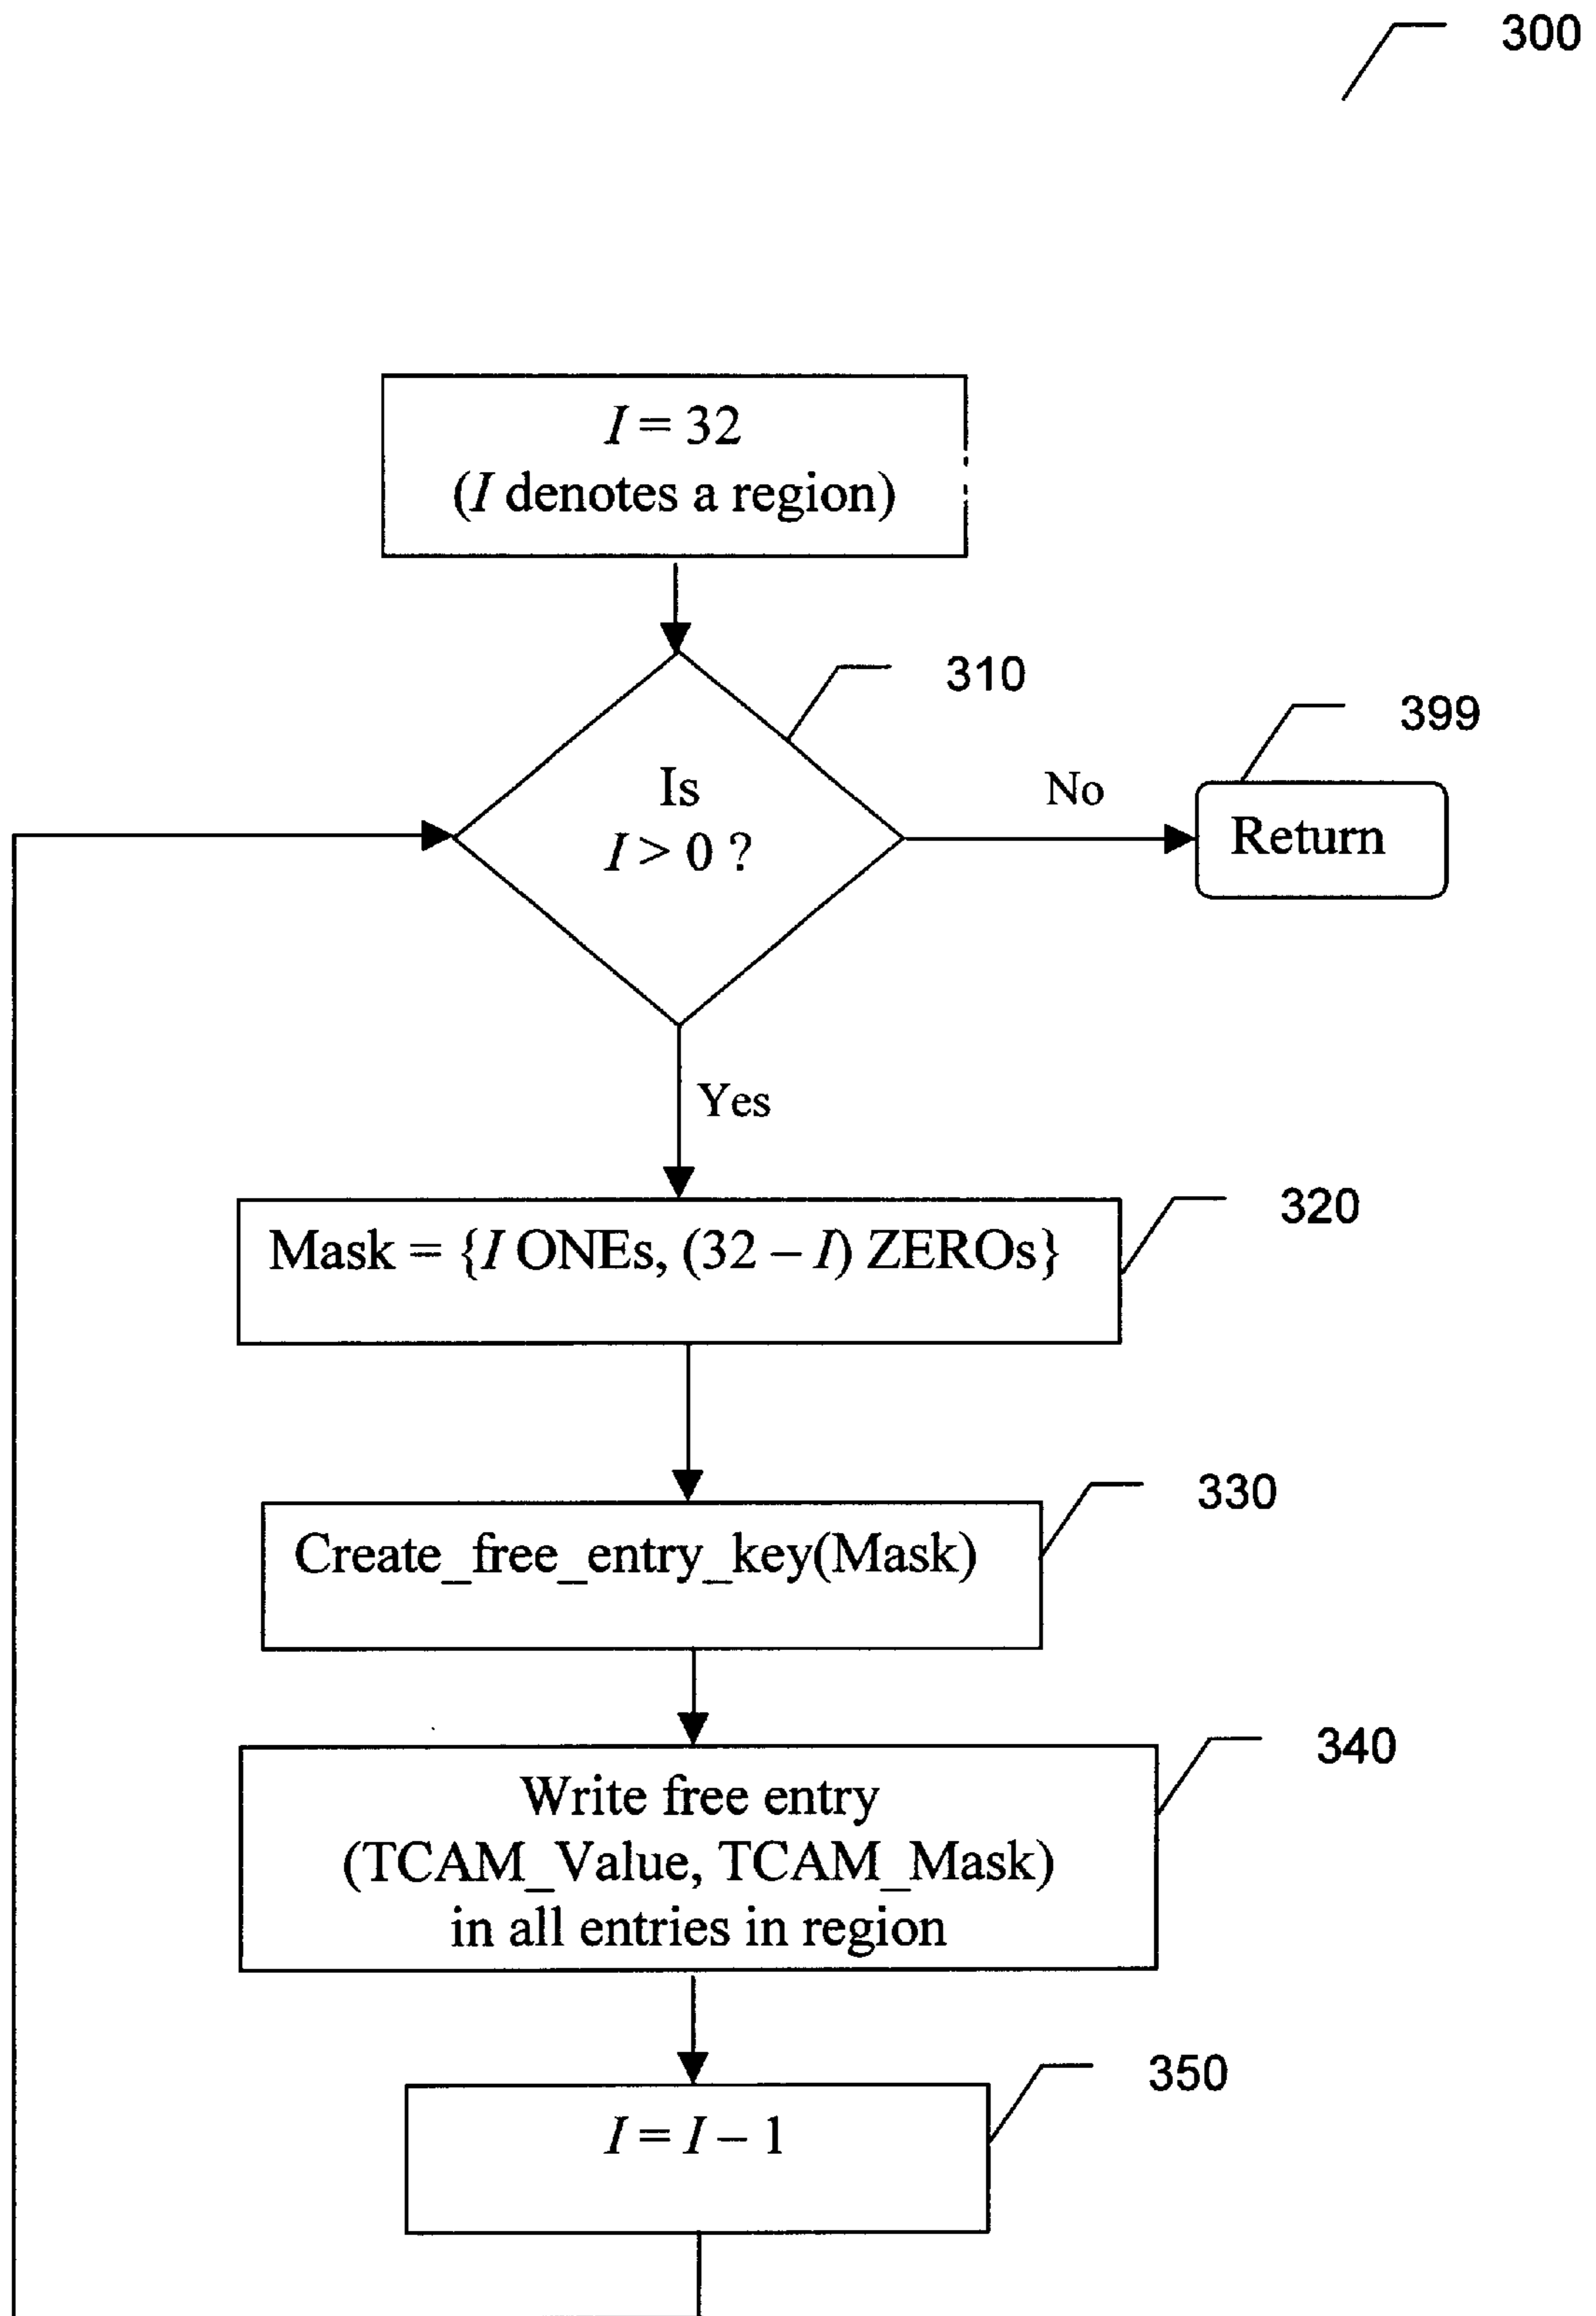 300
I = 32
(I denotes a region)
310
399
Is
I > 0 ?
No
Return
Yes
320
Mask = {I ONEs, (32 – I) ZEROs}
330
Create_free_entry_key(Mask)
340
Write free entry
(TCAM_Value, TCAM_Mask)
in all entries in region
350
I = I – 1